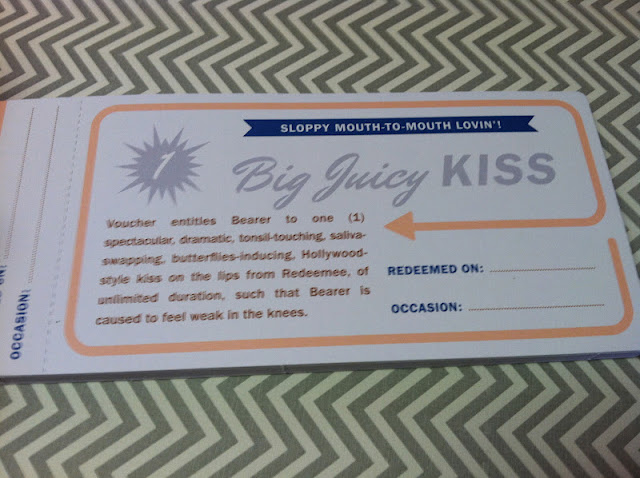 SLOPPY MOUTH-TO-MOUTH LOVIN'!
1
Big Juicy KISS
Voucher entitles Bearer to one (1)
spectacular, dramatic, tonsil-touching, saliva-
swapping, butterflies-inducing, Hollywood-
style kiss on the lips from Redeemee, of
unlimited duration, such that Bearer is
caused to feel weak in the knees.
REDEEMED ON:
OCCASION:
OCCASION:
ON: